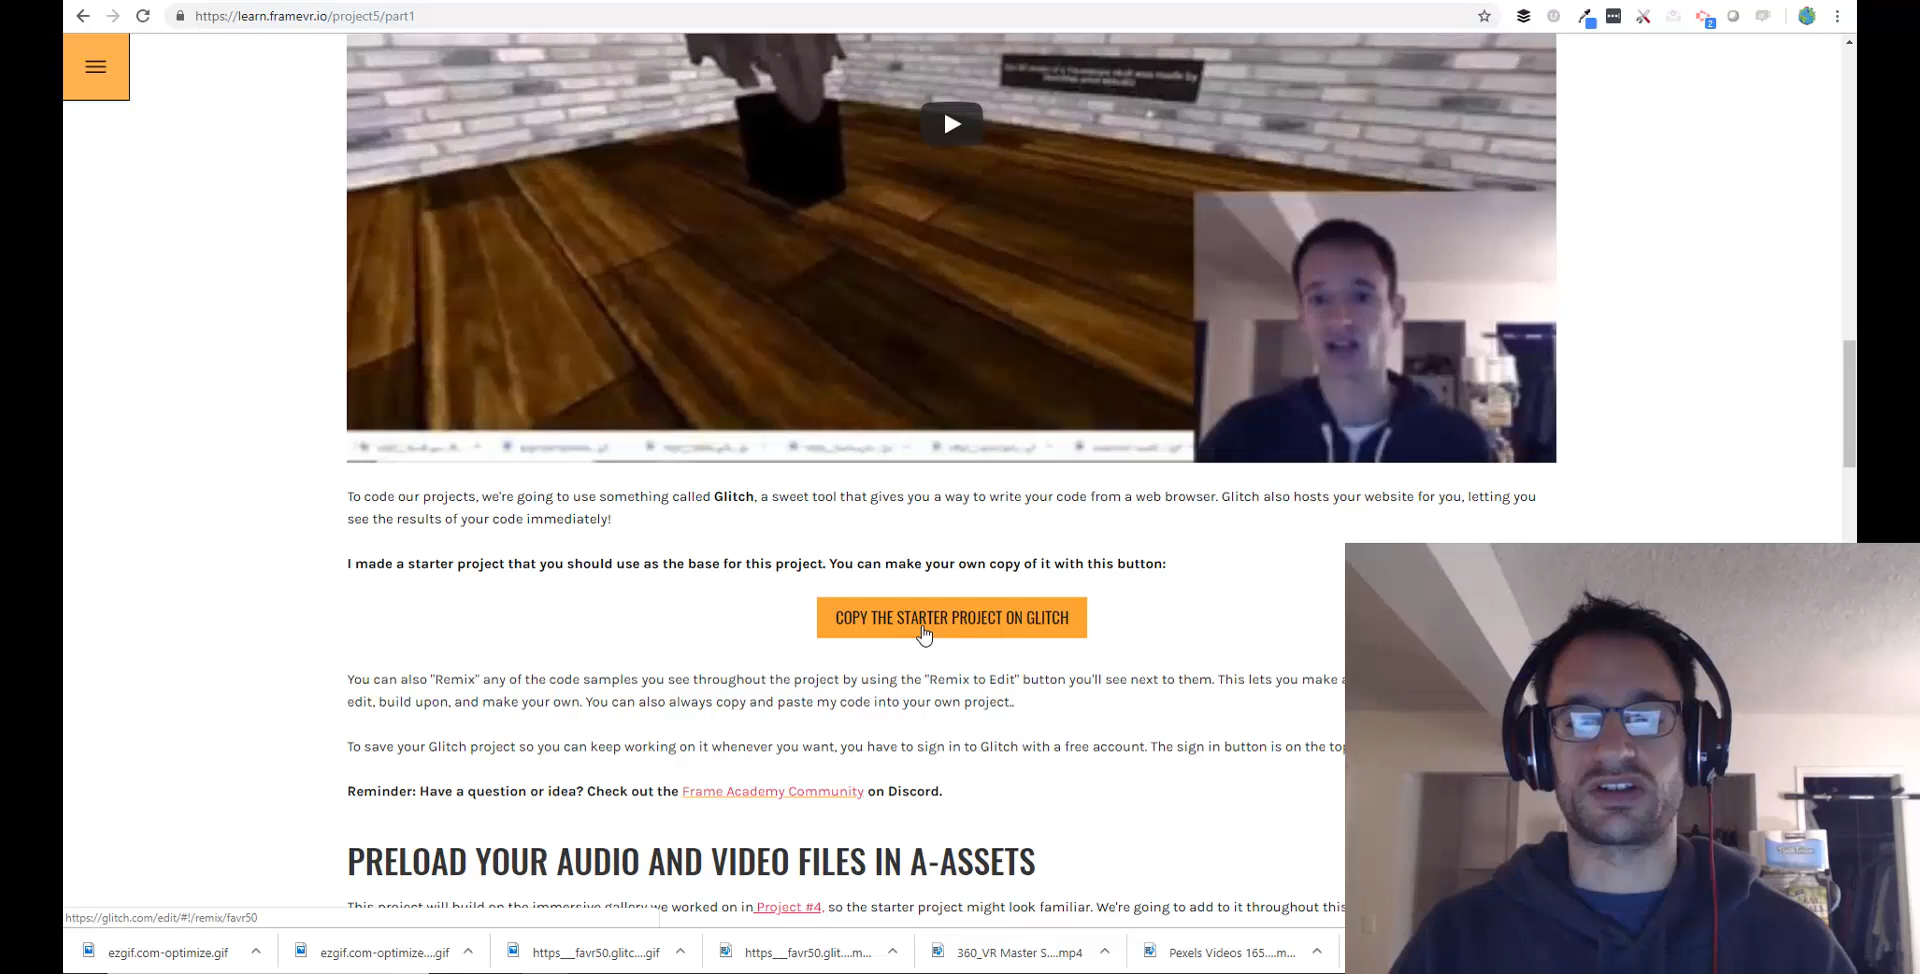 https://learn.framevr.io/project5/part1
2
To code our projects, we're going to use something called Glitch, a sweet tool that gives you a way to write your code from a web browser. Glitch also hosts your website for you, letting you
see the results of your code immediately!
I made a starter project that you should use as the base for this project. You can make your own copy of it with this button:
COPY THE STARTER PROJECT ON GLITCH
You can also "Remix" any of the code samples you see throughout the project by using the "Remix to Edit" button you'll see next to them. This lets you make a
edit, build upon, and make your own. You can also always copy and paste my code into your own project..
To save your Glitch project so you can keep working on it whenever you want, you have to sign in to Glitch with a free account. The sign in button is on the top
Reminder: Have a question or idea? Check out the Frame Academy Community on Discord.
PRELOAD YOUR AUDIO AND VIDEO FILES IN A-ASSETS
This project will build on the immersive gallery we worked on in Project #4, so the starter project might look familiar. We're going to add to it throughout this
https://glitch.com/edit/#!/remix/favr50
ezgif.com-optimize.gif
ezgif.com-optimize....gif
https__favr50.glitc....gif
https__favr50.glit....m...
360_VR Master S....mp4
Pexels Videos 165....m...